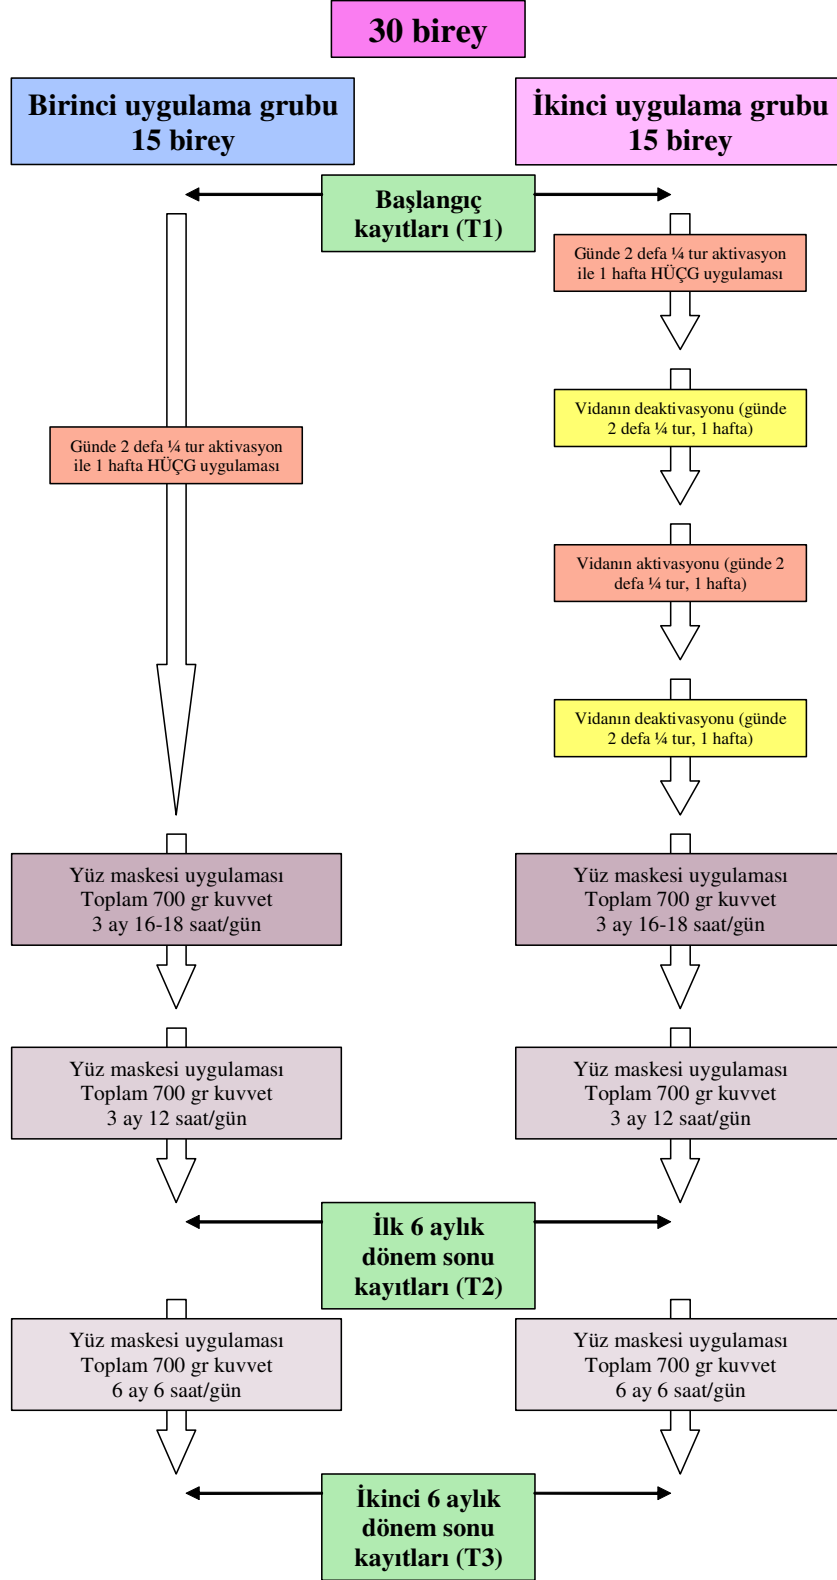 30 birey
Birinci uygulama grubu
15 birey
İkinci uygulama grubu
15 birey
Başlangıç
kayıtları (T1)
Günde 2 defa ¼ tur aktivasyon
ile 1 hafta HÜÇG uygulaması
Vidanın deaktivasyonu (günde
2 defa ¼ tur, 1 hafta)
Günde 2 defa ¼ tur aktivasyon
ile 1 hafta HÜÇG uygulaması
Vidanın aktivasyonu (günde 2
defa ¼ tur, 1 hafta)
Vidanın deaktivasyonu (günde
2 defa ¼ tur, 1 hafta)
Yüz maskesi uygulaması
Toplam 700 gr kuvvet
3 ay 16-18 saat/gün
Yüz maskesi uygulaması
Toplam 700 gr kuvvet
3 ay 16-18 saat/gün
Yüz maskesi uygulaması
Toplam 700 gr kuvvet
3 ay 12 saat/gün
Yüz maskesi uygulaması
Toplam 700 gr kuvvet
3 ay 12 saat/gün
İlk 6 aylık
dönem sonu
kayıtları (T2)
Yüz maskesi uygulaması
Toplam 700 gr kuvvet
6 ay 6 saat/gün
Yüz maskesi uygulaması
Toplam 700 gr kuvvet
6 ay 6 saat/gün
İkinci 6 aylık
dönem sonu
kayıtları (T3)